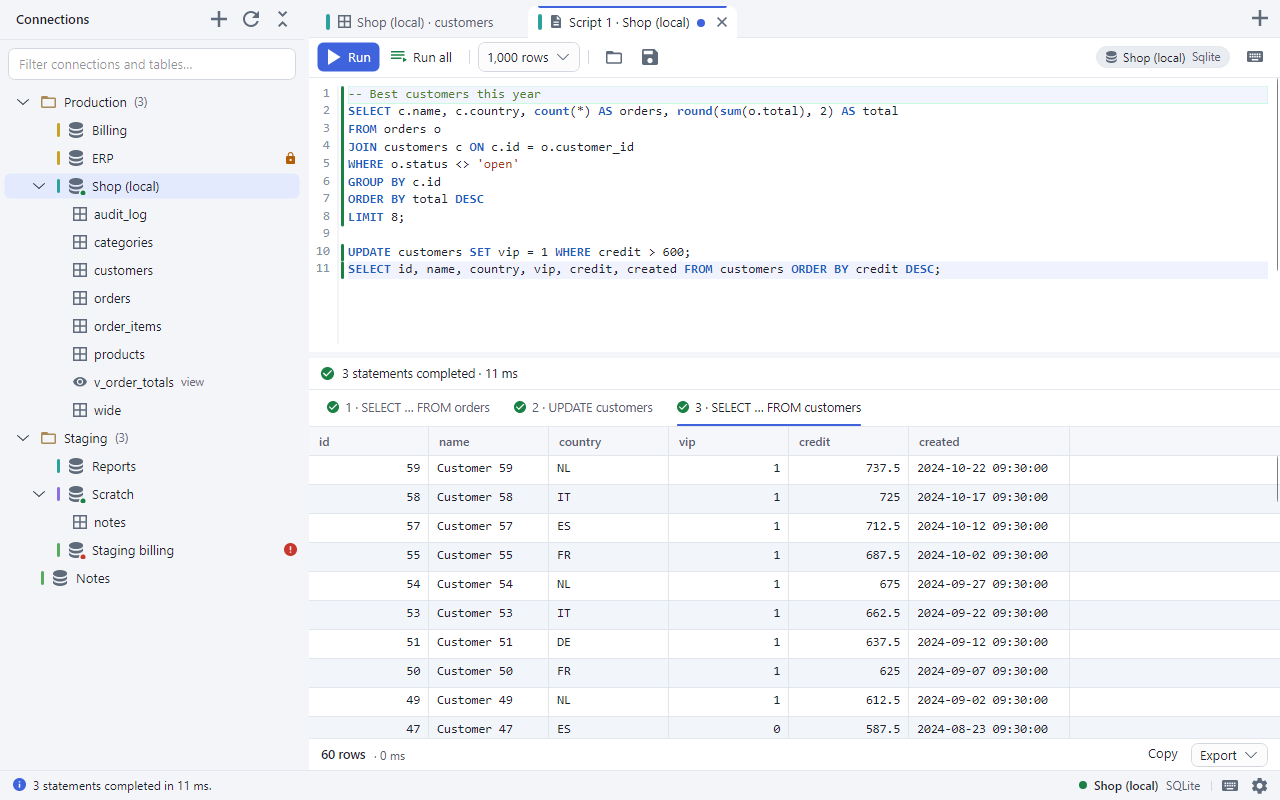 Connections
Filter connections and tables...
Production (3)
Billing
ERP
Shop (local)
audit_log
categories
customers
orders
order_items
products
v_order_totals view
wide
Staging (3)
Reports
Scratch
notes
Staging billing
Notes
Shop (local) · customers
Script 1 · Shop (local)
Run
Run all
1,000 rows
Shop (local) Sqlite
1 -- Best customers this year
2 SELECT c.name, c.country, count(*) AS orders, round(sum(o.total), 2) AS total
3 FROM orders o
4 JOIN customers c ON c.id = o.customer_id
5 WHERE o.status <> 'open'
6 GROUP BY c.id
7 ORDER BY total DESC
8 LIMIT 8;
9
10 UPDATE customers SET vip = 1 WHERE credit > 600;
11 SELECT id, name, country, vip, credit, created FROM customers ORDER BY credit DESC;
3 statements completed · 11 ms
1 · SELECT ... FROM orders
2 · UPDATE customers
3 · SELECT ... FROM customers
id name country vip credit created
59 Customer 59 NL 1 737.5 2024-10-22 09:30:00
58 Customer 58 IT 1 725 2024-10-17 09:30:00
57 Customer 57 ES 1 712.5 2024-10-12 09:30:00
55 Customer 55 FR 1 687.5 2024-10-02 09:30:00
54 Customer 54 NL 1 675 2024-09-27 09:30:00
53 Customer 53 IT 1 662.5 2024-09-22 09:30:00
51 Customer 51 DE 1 637.5 2024-09-12 09:30:00
50 Customer 50 FR 1 625 2024-09-07 09:30:00
49 Customer 49 NL 1 612.5 2024-09-02 09:30:00
47 Customer 47 ES 0 587.5 2024-08-23 09:30:00
60 rows · 0 ms
Copy
Export
3 statements completed in 11 ms.
Shop (local) SQLite